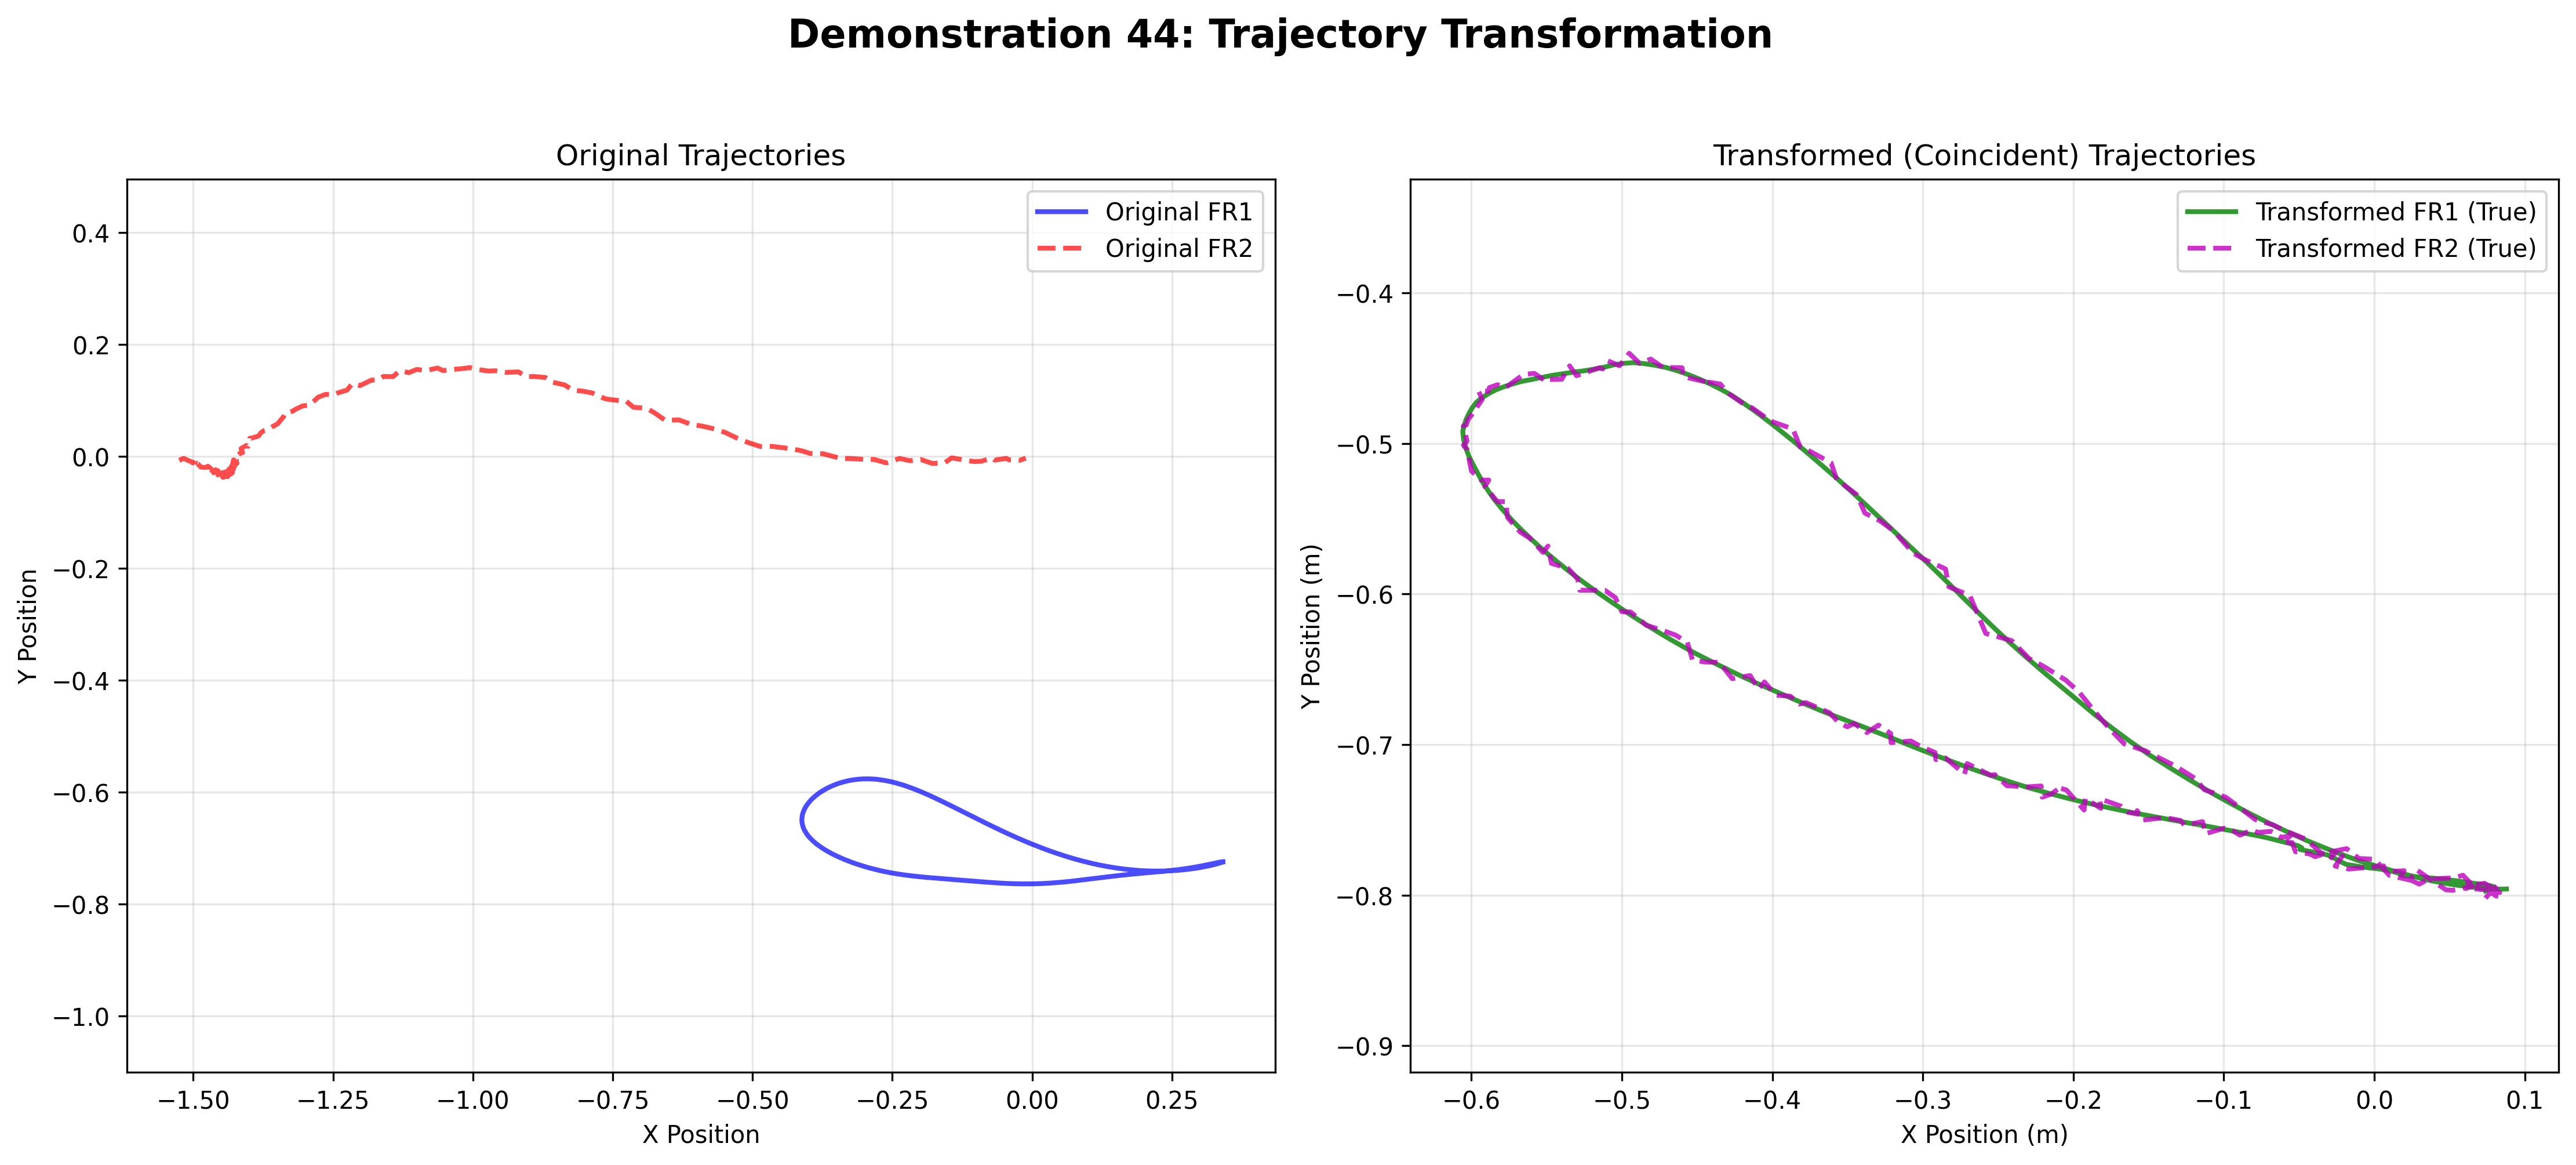 Demonstration 44: Trajectory Transformation
Original Trajectories
Original FR1
Original FR2
0.4
0.2
0.0
−0.2
−0.4
−0.6
−0.8
−1.0
Y Position
−1.50 −1.25 −1.00 −0.75 −0.50 −0.25 0.00 0.25
X Position
Transformed (Coincident) Trajectories
Transformed FR1 (True)
Transformed FR2 (True)
−0.4
−0.5
−0.6
−0.7
−0.8
−0.9
Y Position (m)
−0.6 −0.5 −0.4 −0.3 −0.2 −0.1 0.0 0.1
X Position (m)